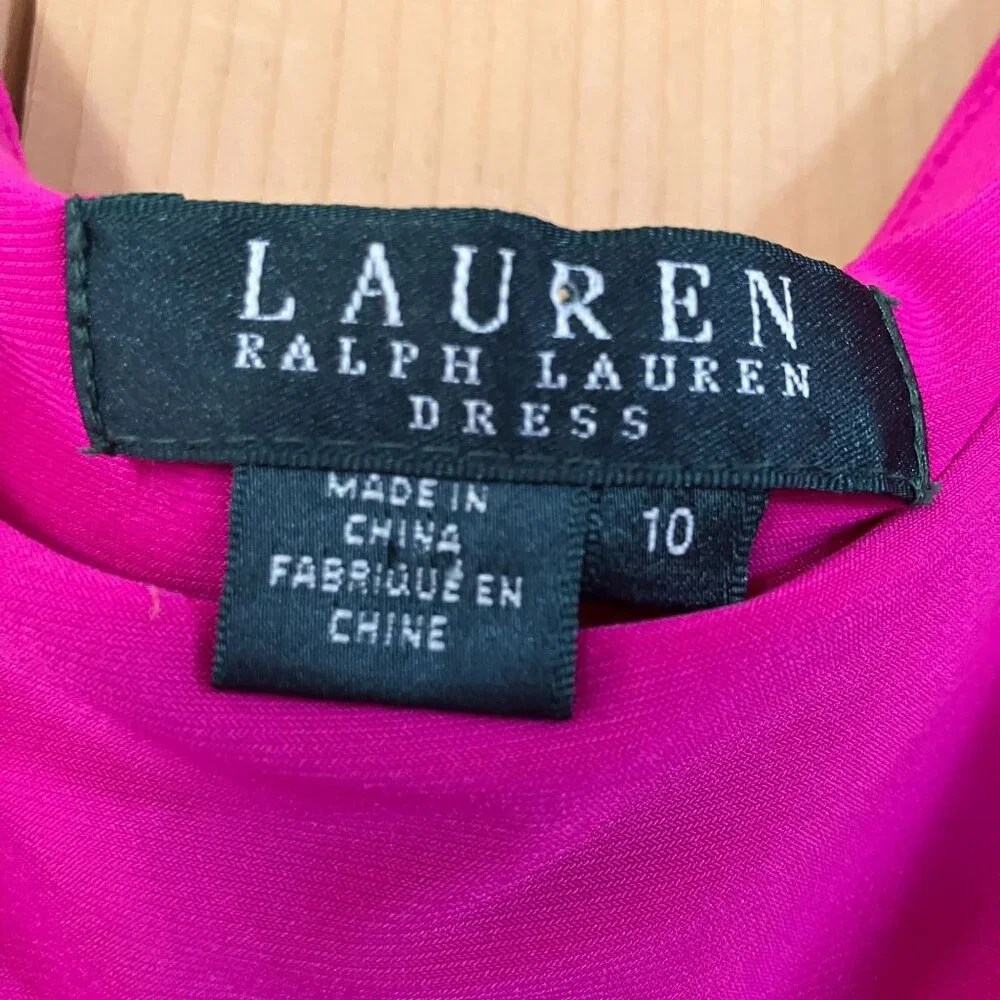 LAUREN
RALPH LAUREN
DRESS
MADE IN
CHINA
FABRIQUÉ EN
CHINE
10